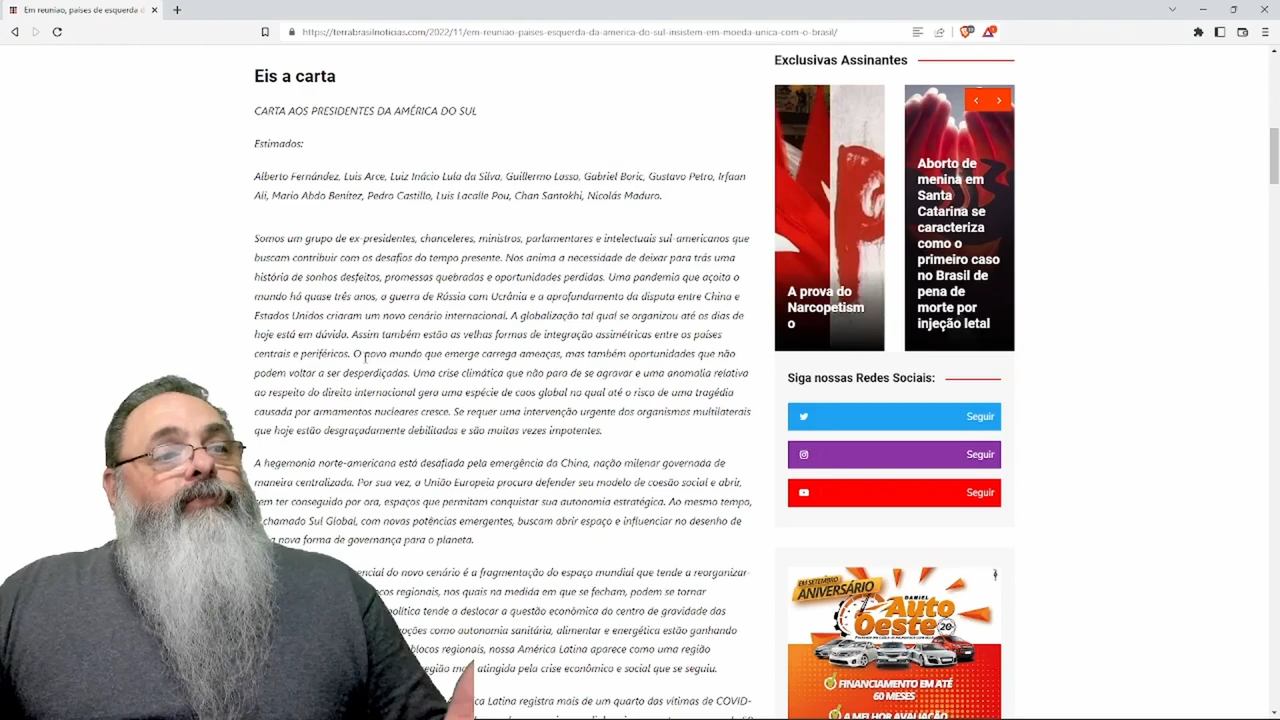 Em reuniao, países de esquerda d
https://terrabrasilnoticias.com/2022/11/em-reuniao-paises-esquerda-da-america-do-sul-insistem-em-moeda-unica-com-o-brasil/
Eis a carta
CARTA AOS PRESIDENTES DA AMÉRICA DO SUL
Estimados:
Alberto Fernández, Luis Arce, Luiz Inácio Lula da Silva, Guillermo Lasso, Gabriel Boric, Gustavo Petro, Irfaan
Ali, Mario Abdo Benítez, Pedro Castillo, Luis Lacalle Pou, Chan Santokhi, Nicolás Maduro.
Somos um grupo de ex-presidentes, chanceleres, ministros, parlamentares e intelectuais sul-americanos que
buscam contribuir com os desafios do tempo presente. Nos anima a necessidade de deixar para trás uma
história de sonhos desfeitos, promessas quebradas e oportunidades perdidas. Uma pandemia que açoita o
mundo há quase três anos, a guerra de Rússia com Ucrânia e a aprofundamento da disputa entre China e
Estados Unidos criaram um novo cenário internacional. A globalização tal qual se organizou até os dias de
hoje está em dúvida. Assim também estão as velhas formas de integração assimétricas entre os países
centrais e periféricos. O novo mundo que emerge carrega ameaças, mas também oportunidades que não
podem voltar a ser desperdiçadas. Uma crise climática que não para de se agravar e uma anomalia relativa
ao respeito do direito internacional gera uma espécie de caos global na qual até o risco de uma tragédia
causada por armamentos nucleares cresce. Se requer uma intervenção urgente dos organismos multilaterais
que hoje estão desgraçadamente debilitados e são muitas vezes impotentes.
A hegemonia norte-americana está desafiada pela emergência da China, nação milenar governada de
maneira centralizada. Por sua vez, a União Europeia procura defender seu modelo de coesão social e abrir,
sem ter conseguido por ora, espaços que permitam conquistar sua autonomia estratégica. Ao mesmo tempo,
chamado Sul Global, com novas potências emergentes, buscam abrir espaço e influenciar no desenho de
nova forma de governança para o planeta.
encial do novo cenário é a fragmentação do espaço mundial que tende a reorganizar-
ocos regionais, nos quais na medida em que se fecham, podem se tornar
política tende a deslocar a questão econômica do centro de gravidade das
oções como autonomia sanitária, alimentar e energética estão ganhando
blocos regionais, nossa América Latina aparece como uma região
egião atingida pela crise econômico e social que se seguiu.
ca Latina registra mais de um quarto das vítimas de COVID-
Exclusivas Assinantes
A prova do
Narcopetism
o
Aborto de
menina em
Santa
Catarina se
caracteriza
como o
primeiro caso
no Brasil de
pena de
morte por
injeção letal
Siga nossas Redes Sociais:
Seguir
Seguir
Seguir
EM SETEMBRO
ANIVERSÁRIO
DANIEL
Auto
Oeste
20
FINANCIAMENTO EM ATÉ
60 MESES
A MELHOR AVALIAÇÃO